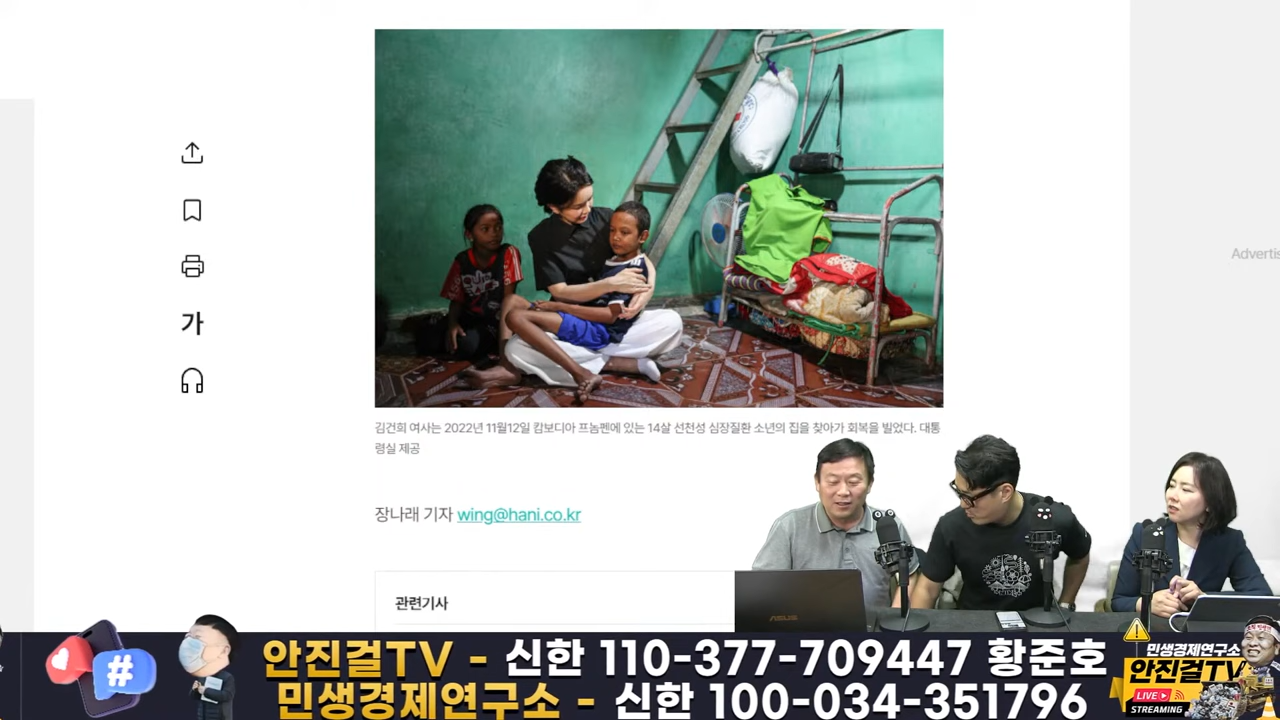 Advertis
가
김건희 여사는 2022년 11월12일 캄보디아 프놈펜에 있는 14살 선천성 심장질환 소년의 집을 찾아가 회복을 빌었다. 대통
령실 제공
장나래 기자 wing@hani.co.kr
관련기사
ASUS
#
안진걸TV - 신한 110-377-709447 황준호
민생경제연구소 - 신한 100-034-351796
민생경제연구소
안진걸TV
LIVE
STREAMING